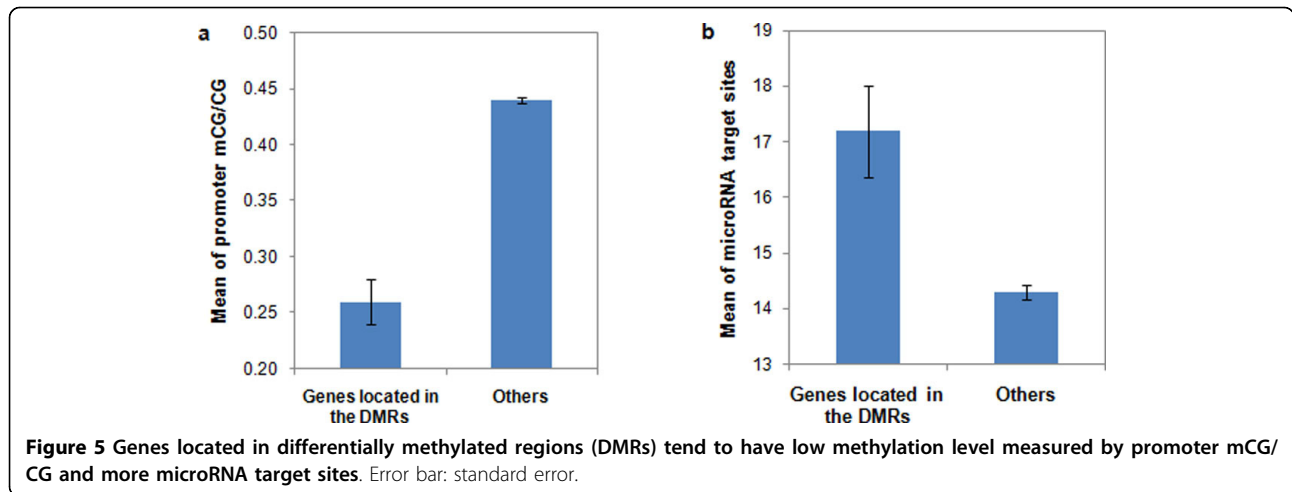 a
0.50
0.45
0.40
0.35
0.30
0.25
0.20
Mean of promoter mCG/CG
Genes located in
the DMRs
Others
b
19
18
17
16
15
14
13
Mean of microRNA target sites
Genes located in
the DMRs
Others
Figure 5 Genes located in differentially methylated regions (DMRs) tend to have low methylation level measured by promoter mCG/
CG and more microRNA target sites. Error bar: standard error.